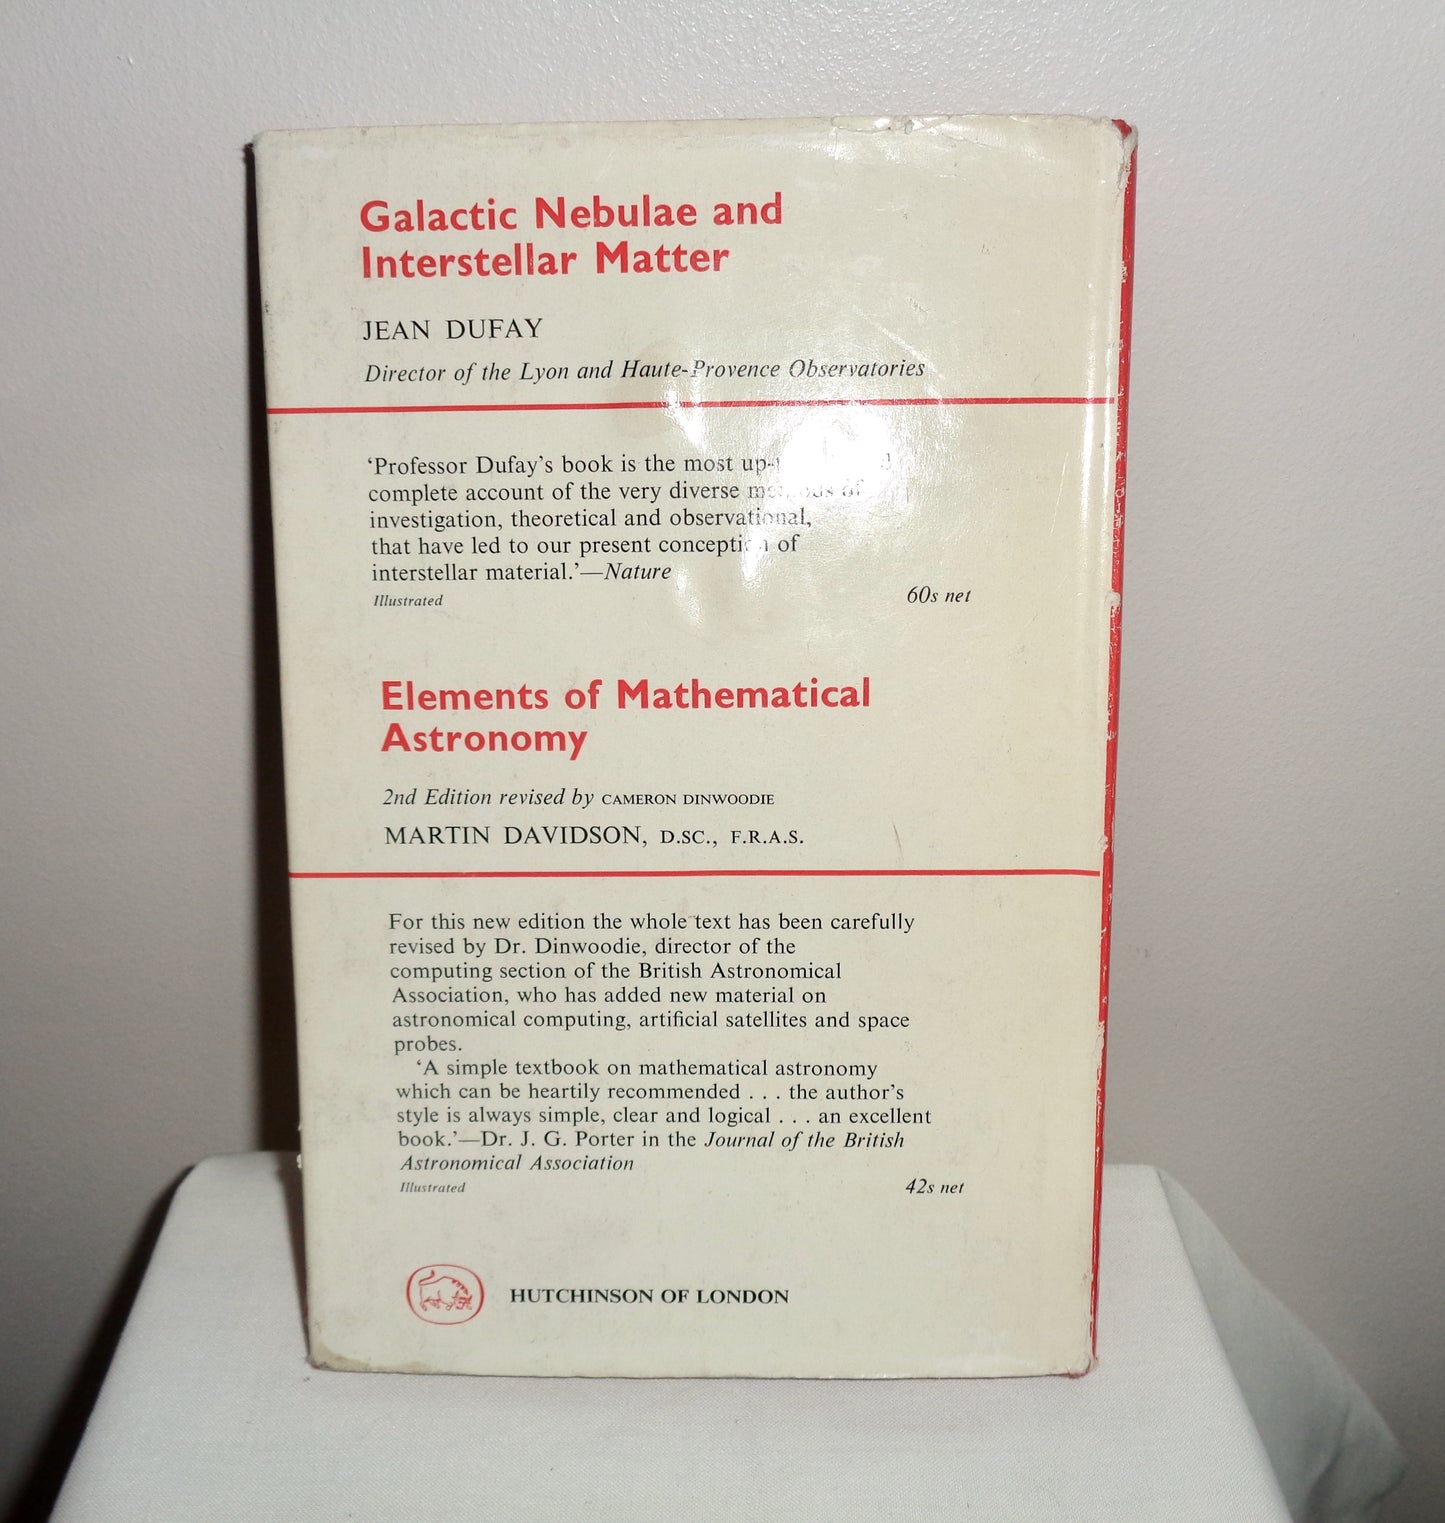 Galactic Nebulae and
Interstellar Matter
JEAN DUFAY
Director of the Lyon and Haute-Provence Observatories
‘Professor Dufay’s book is the most
complete account of the very diverse of
investigation, theoretical and observational,
that have led to our present conception of
interstellar material.’—Nature
Illustrated
60s net
Elements of Mathematical
Astronomy
2nd Edition revised by CAMERON DINWOODIE
MARTIN DAVIDSON, D.SC., F.R.A.S.
For this new edition the whole text has been carefully
revised by Dr. Dinwoodie, director of the
computing section of the British Astronomical
Association, who has added new material on
astronomical computing, artificial satellites and space
probes.
‘A simple textbook on mathematical astronomy
which can be heartily recommended . . . the author’s
style is always simple, clear and logical . . . an excellent
book.’—Dr. J. G. Porter in the Journal of the British
Astronomical Association
Illustrated
42s net
HUTCHINSON OF LONDON